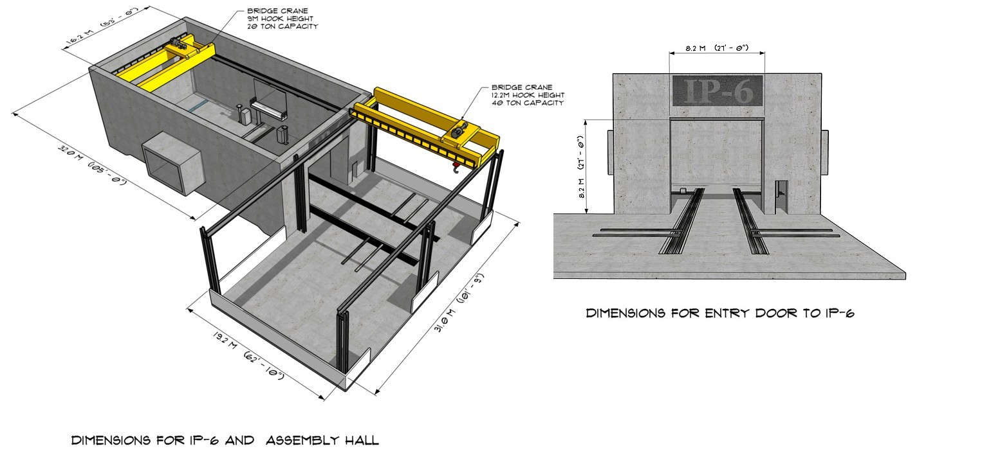 BRIDGE CRANE
9M HOOK HEIGHT
20 TON CAPACITY
16.2 M (53' - 0")
BRIDGE CRANE
12.2M HOOK HEIGHT
40 TON CAPACITY
32.0 M (105' - 0")
31.0 M (101' - 9")
19.2 M (62' - 10")
DIMENSIONS FOR IP-6 AND ASSEMBLY HALL
8.2 M (27' - 0")
IP-6
8.2 M (27' - 0")
DIMENSIONS FOR ENTRY DOOR TO IP-6